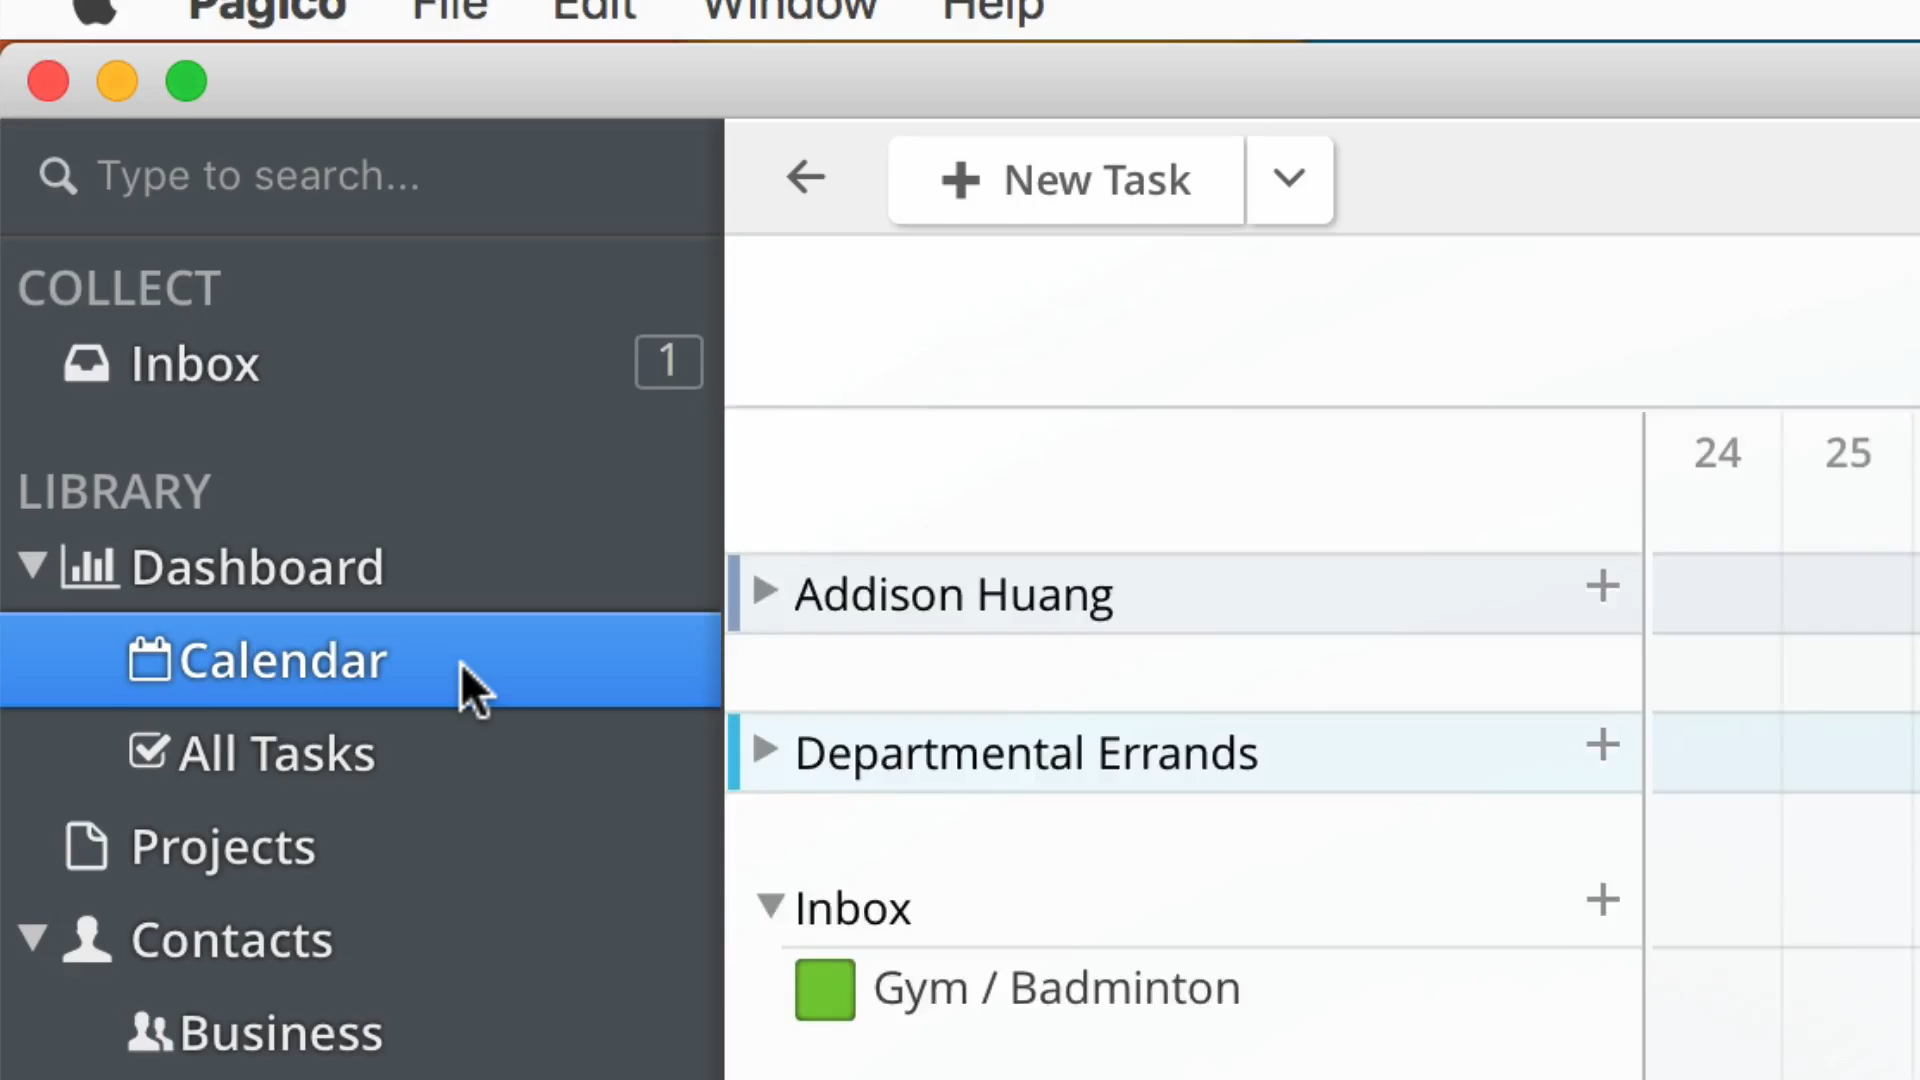 Pagico File Edit Window Help
Type to search...
New Task
COLLECT
Inbox 1
LIBRARY
24 25
Dashboard
Addison Huang
Calendar
Departmental Errands
All Tasks
Projects
Inbox
Contacts
Gym / Badminton
Business